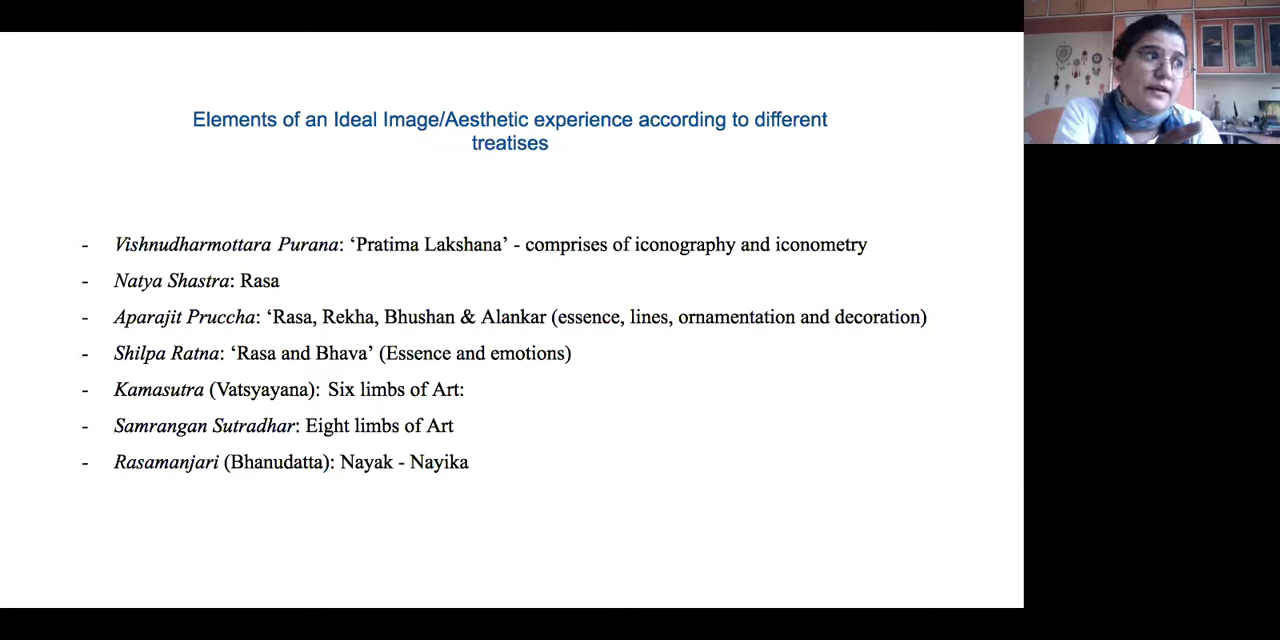 Elements of an Ideal Image/Aesthetic experience according to different
treatises
- Vishnudharmottara Purana: ‘Pratima Lakshana’ - comprises of iconography and iconometry
- Natya Shastra: Rasa
- Aparajit Pruccha: ‘Rasa, Rekha, Bhushan & Alankar (essence, lines, ornamentation and decoration)
- Shilpa Ratna: ‘Rasa and Bhava’ (Essence and emotions)
- Kamasutra (Vatsyayana): Six limbs of Art:
- Samrangan Sutradhar: Eight limbs of Art
- Rasamanjari (Bhanudatta): Nayak - Nayika